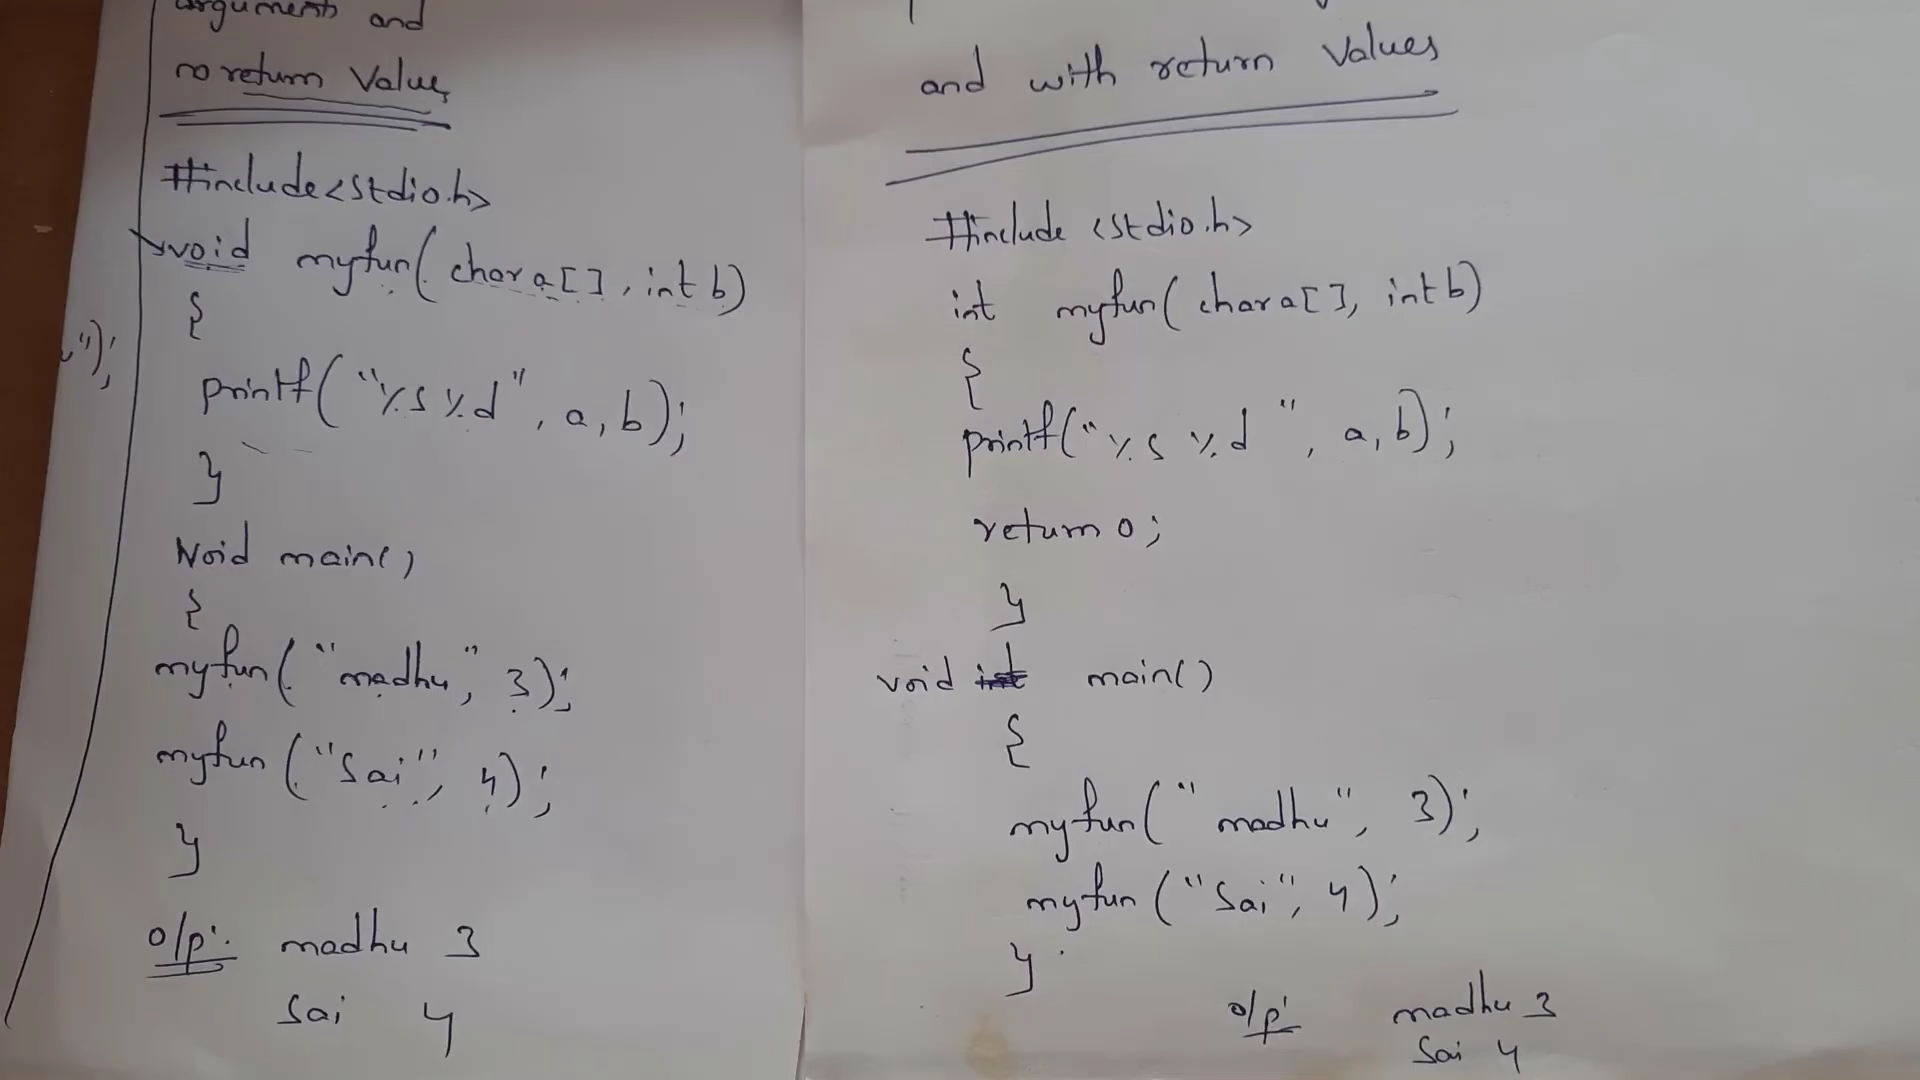 arguments and
no return Values
#include<stdio.h>
void myfun(char a[], int b)
{
printf("%s %d", a, b);
}
Void main()
{
myfun("madhu", 3);
myfun("Sai", 4);
}
o/p:
madhu 3
Sai 4
");
and with return Values
#include <stdio.h>
int myfun(char a[], int b)
{
printf("%s %d ", a, b);
return 0;
}
void int main()
{
myfun("madhu", 3);
myfun("Sai", 4);
}
o/p:
madhu 3
Sai 4